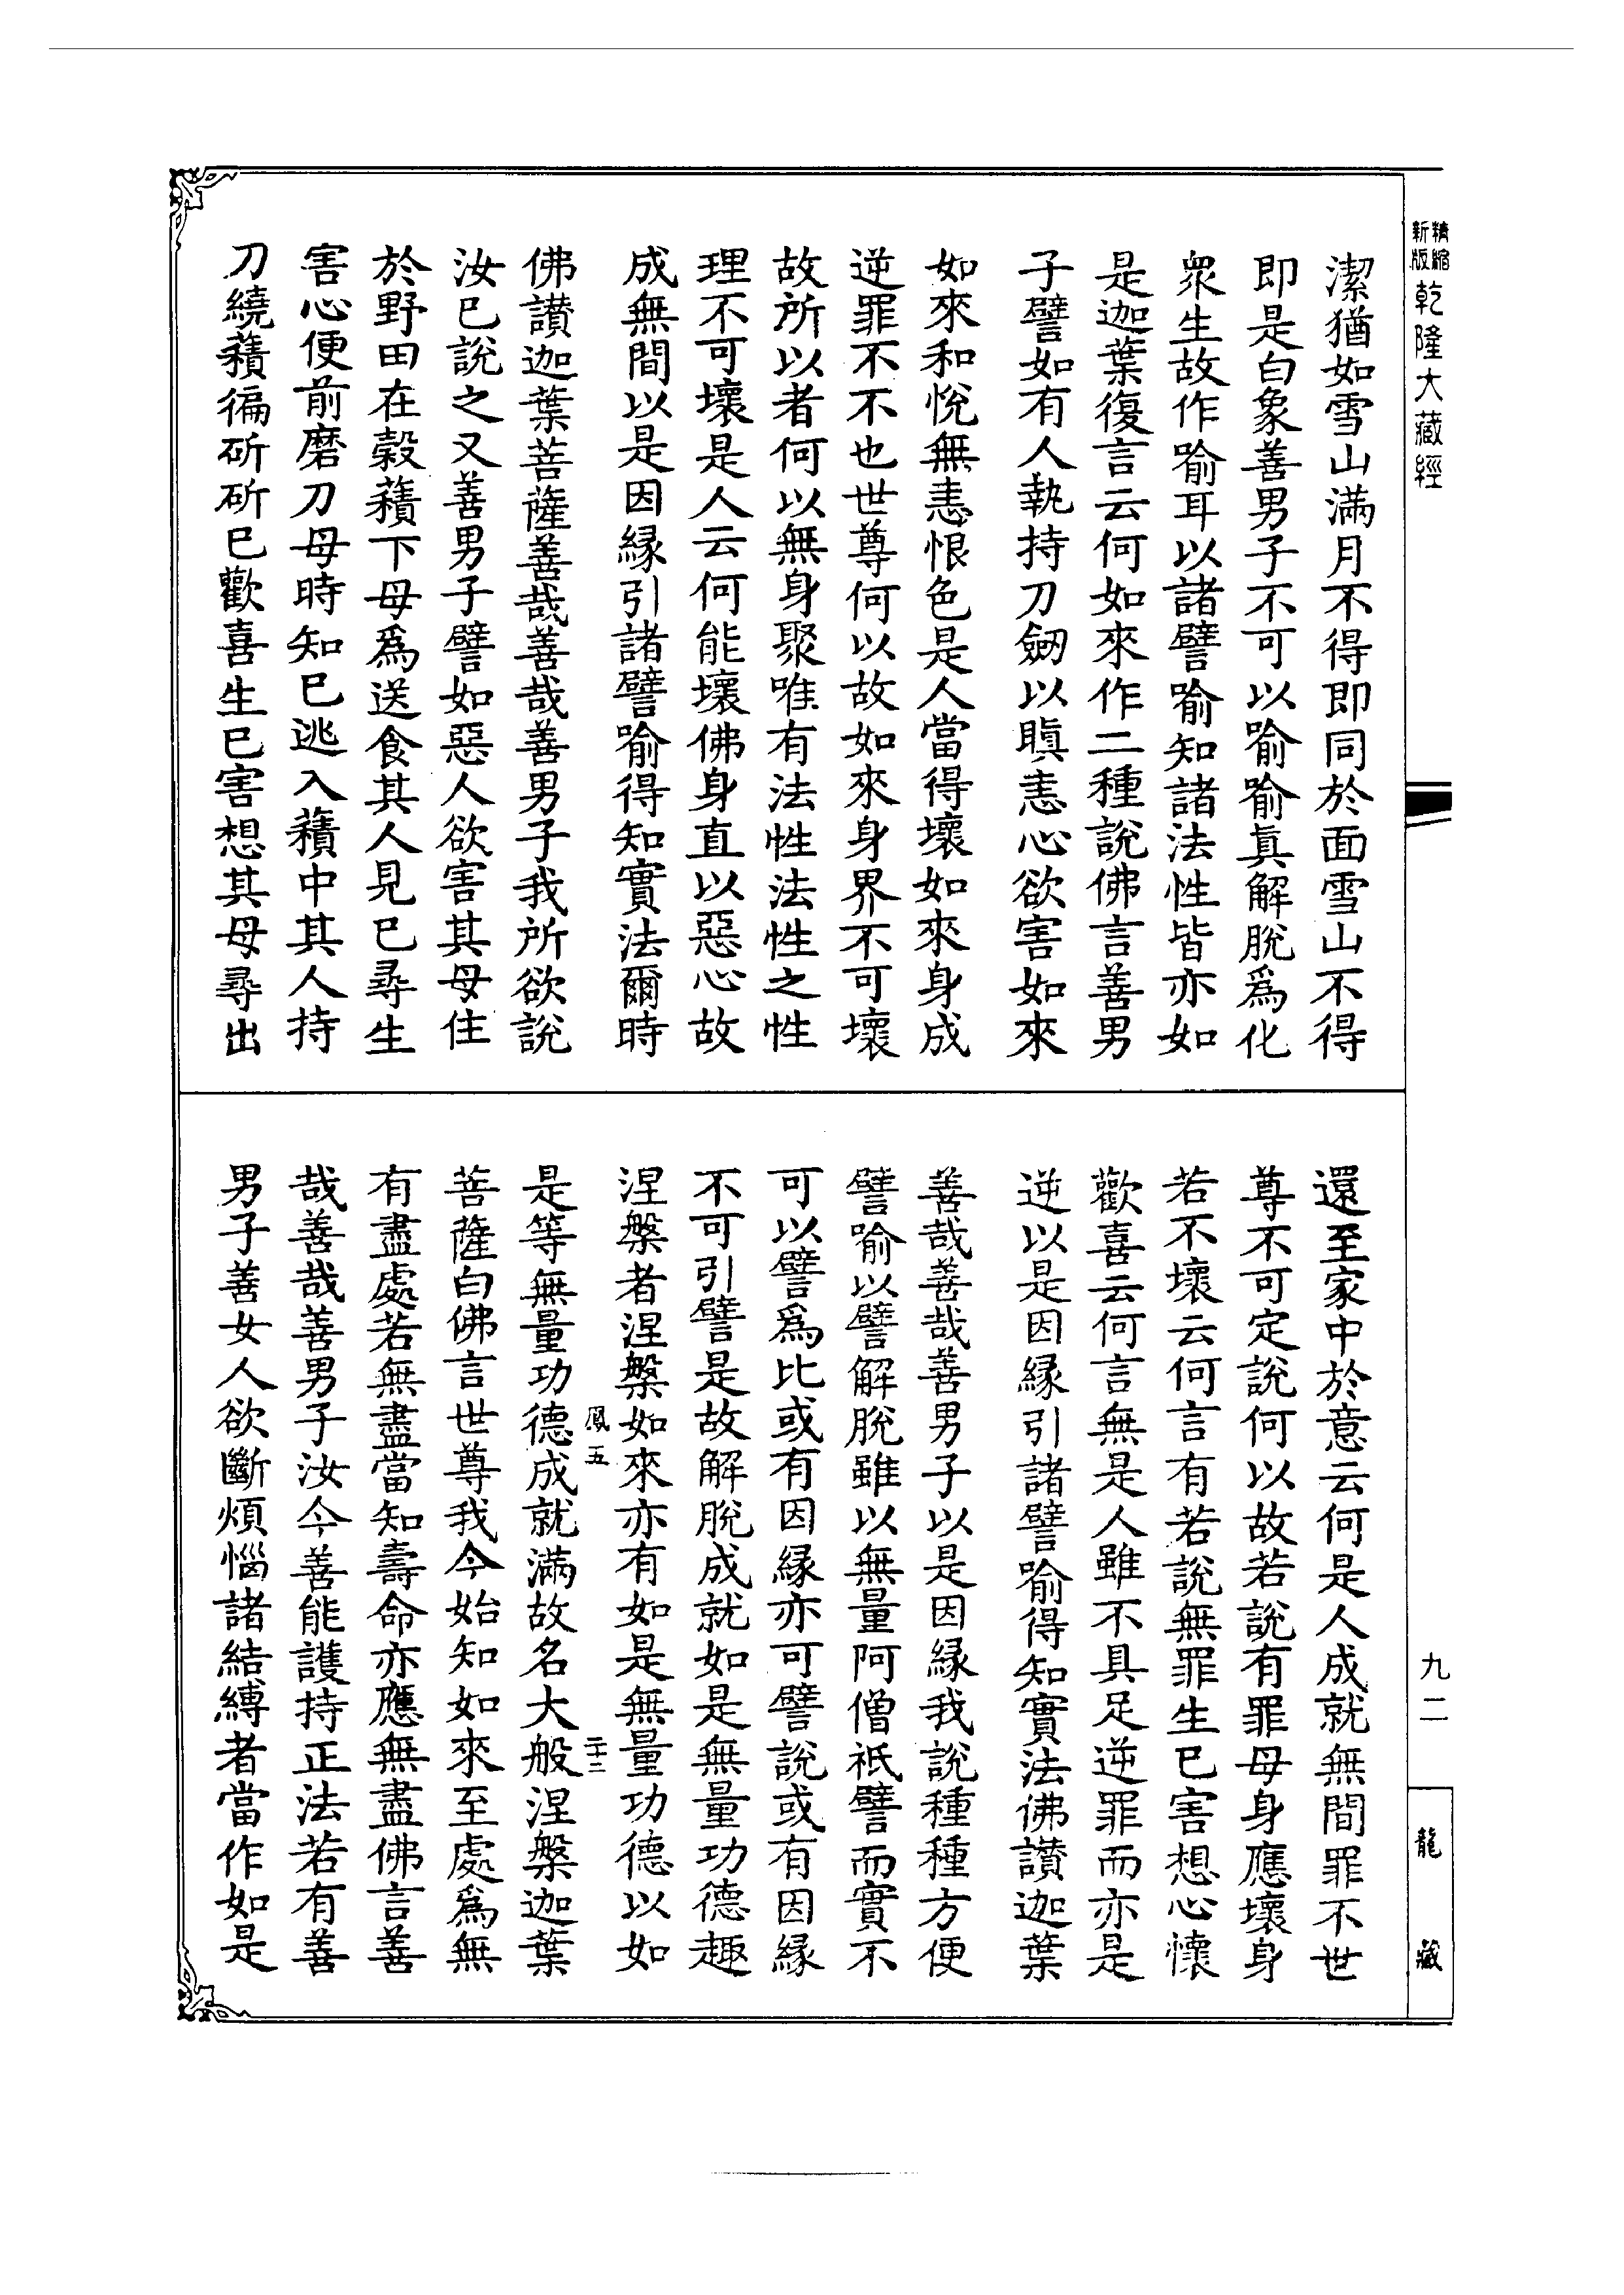 精縮
新版
乾隆大藏經
潔猶如雪山滿月不得即同於面雪山不得
即是白象善男子不可以喻喻眞解脫爲化
衆生故作喻耳以諸譬喻知諸法性皆亦如
是迦葉復言云何如來作二種說佛言善男
子譬如有人執持刀劒以瞋恚心欲害如來
如來和悅無恚恨色是人當得壞如來身成
逆罪不不也世尊何以故如來身界不可壞
故所以者何以無身聚唯有法性法性之性
理不可壞是人云何能壞佛身直以惡心故
成無間以是因緣引諸譬喻得知實法爾時
佛讚迦葉菩薩善哉善哉善男子我所欲說
汝已說之又善男子譬如惡人欲害其母住
於野田在穀䕩下母爲送食其人見已尋生
害心便前磨刀母時知已逃入䕩中其人持
刀繞䕩徧斫斫已歡喜生已害想其母尋出
還至家中於意云何是人成就無間罪不世
尊不可定說何以故若說有罪母身應壞身
若不壞云何言有若說無罪生已害想心懷
歡喜云何言無是人雖不具足逆罪而亦是
逆以是因緣引諸譬喻得知實法佛讚迦葉
善哉善哉善男子以是因緣我說種種方便
譬喻以譬解脫雖以無量阿僧祇譬而實不
可以譬爲比或有因緣亦可譬說或有因緣
不可引譬是故解脫成就如是無量功德趣
涅槃者涅槃如來亦有如是無量功德以如
鳳五
二十二
是等無量功德成就滿故名大般涅槃迦葉
菩薩白佛言世尊我今始知如來至處爲無
有盡處若無盡當知壽命亦應無盡佛言善
哉善哉善男子汝今善能護持正法若有善
男子善女人欲斷煩惱諸結縛者當作如是
九二
龍藏